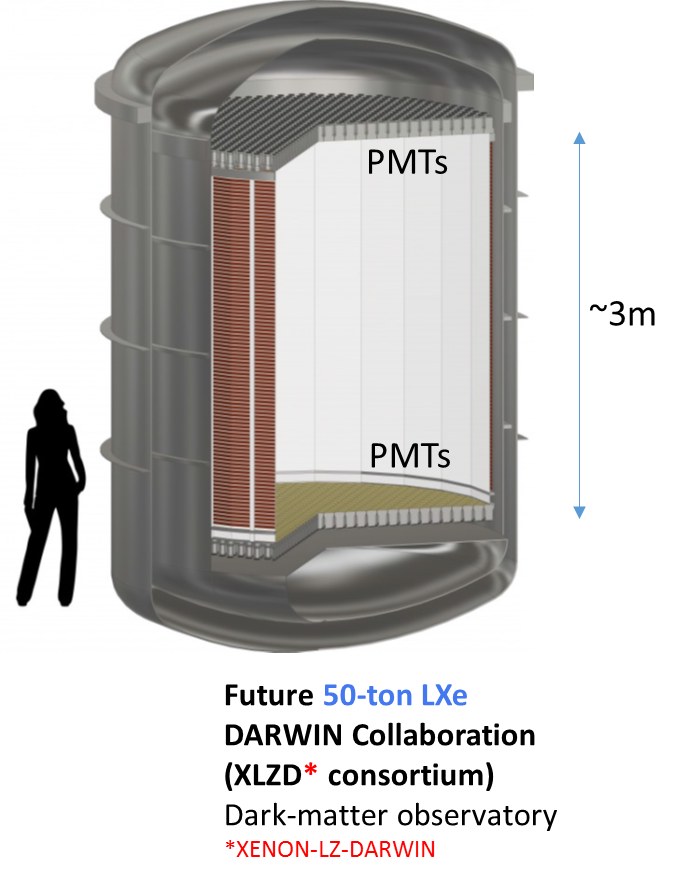 PMTs
~3m
PMTs
Future 50-ton LXe
DARWIN Collaboration
(XLZD* consortium)
Dark-matter observatory
*XENON-LZ-DARWIN